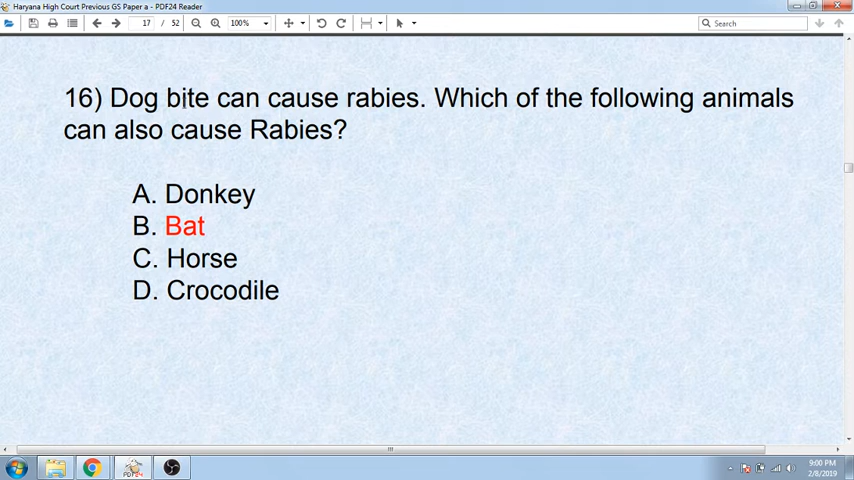 Haryana High Court Previous GS Paper a - PDF24 Reader
17 / 52 100% Search
16) Dog bite can cause rabies. Which of the following animals
can also cause Rabies?
A. Donkey
B. Bat
C. Horse
D. Crocodile
PDF24
9:00 PM
2/8/2019